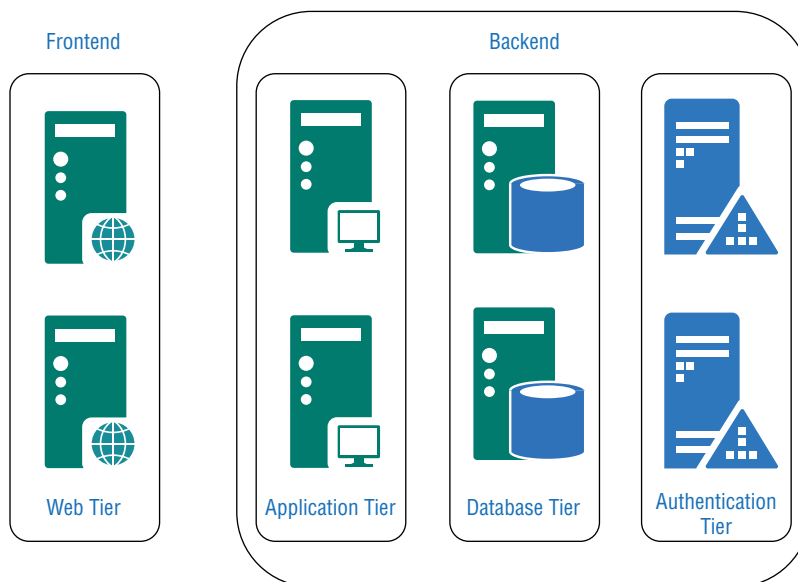 Frontend
Backend
Web Tier
Application Tier
Database Tier
Authentication
Tier